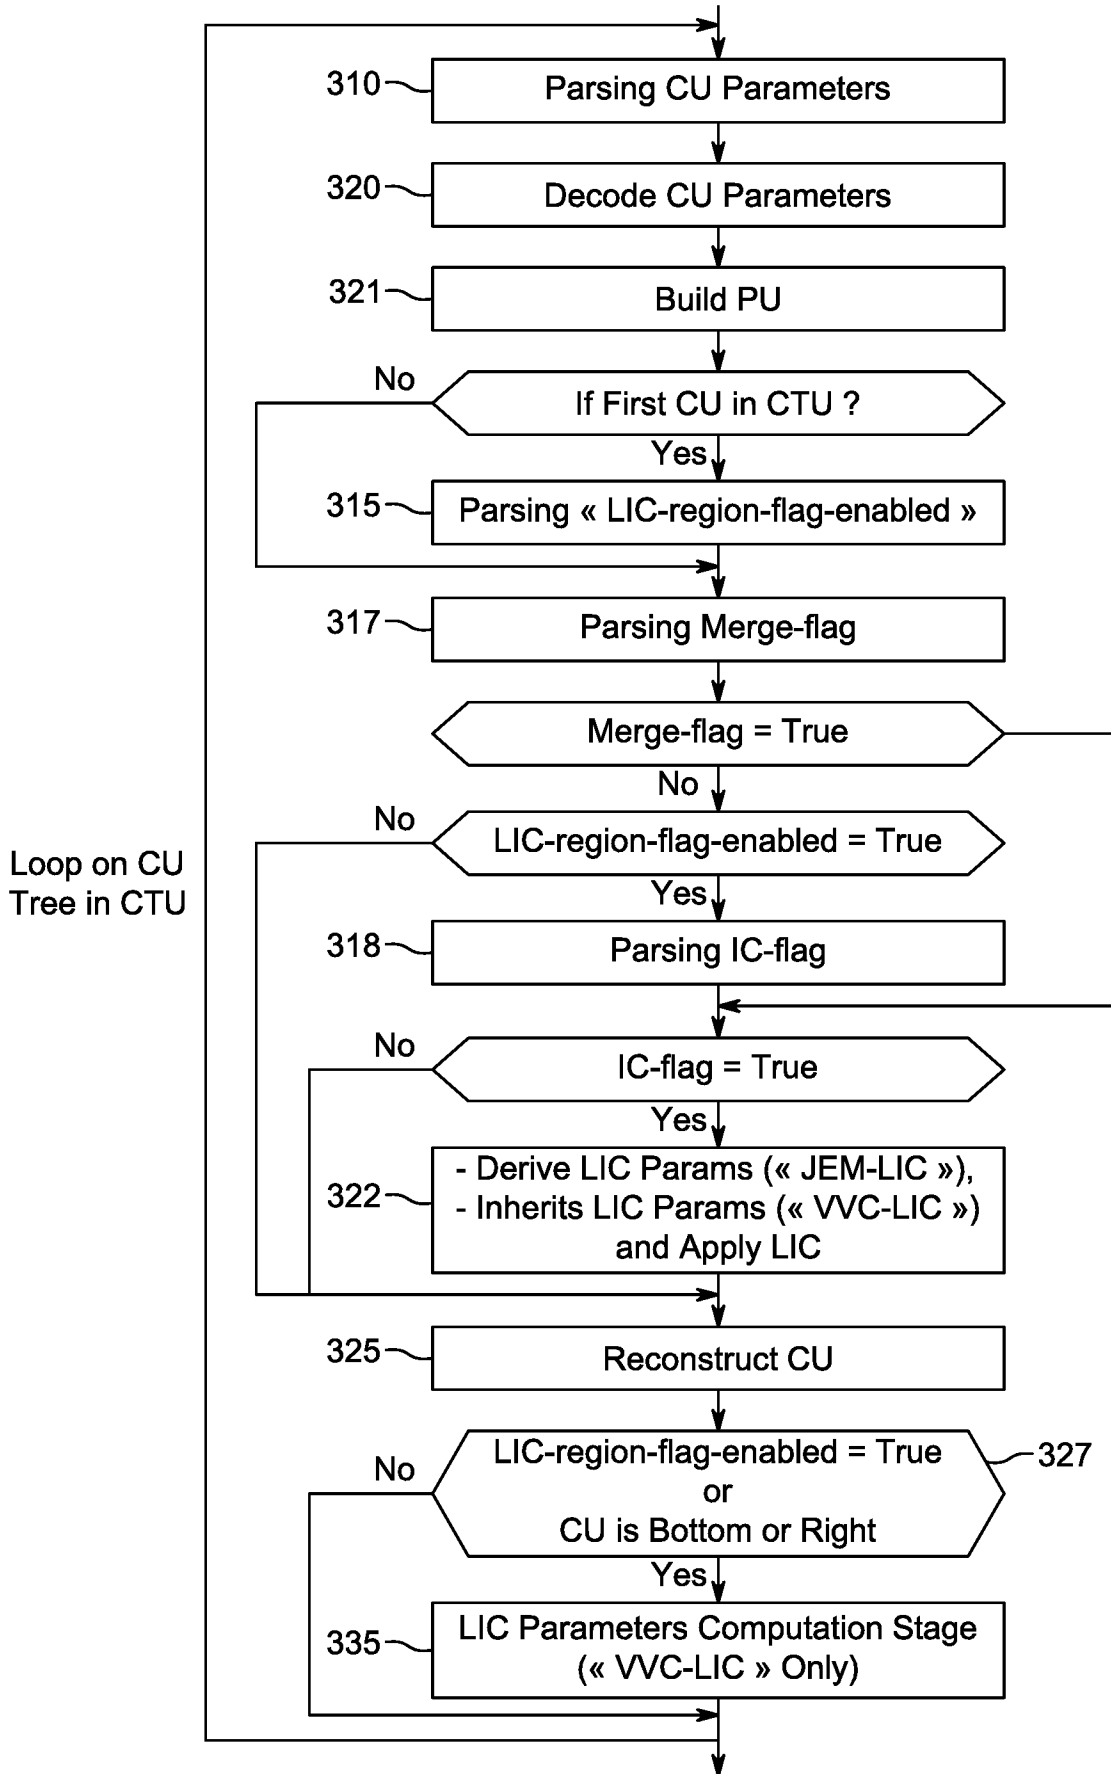 310
Parsing CU Parameters
320
Decode CU Parameters
321
Build PU
No
If First CU in CTU ?
Yes
315
Parsing « LIC-region-flag-enabled »
317
Parsing Merge-flag
Merge-flag = True
No
No
LIC-region-flag-enabled = True
Loop on CU
Tree in CTU
Yes
318
Parsing IC-flag
No
IC-flag = True
Yes
322
- Derive LIC Params (« JEM-LIC »),
- Inherits LIC Params (« VVC-LIC »)
and Apply LIC
325
Reconstruct CU
No
LIC-region-flag-enabled = True
or
CU is Bottom or Right
327
Yes
335
LIC Parameters Computation Stage
(« VVC-LIC » Only)